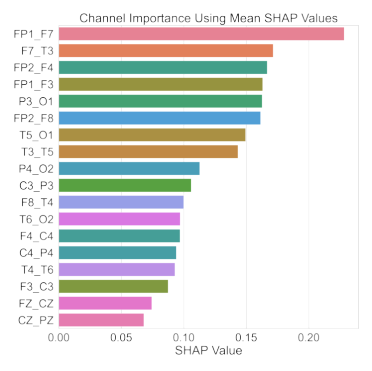 Channel Importance Using Mean SHAP Values
FP1_F7
F7_T3
FP2_F4
FP1_F3
P3_O1
FP2_F8
T5_O1
T3_T5
P4_O2
C3_P3
F8_T4
T6_O2
F4_C4
C4_P4
T4_T6
F3_C3
FZ_CZ
CZ_PZ
0.00 0.05 0.10 0.15 0.20
SHAP Value